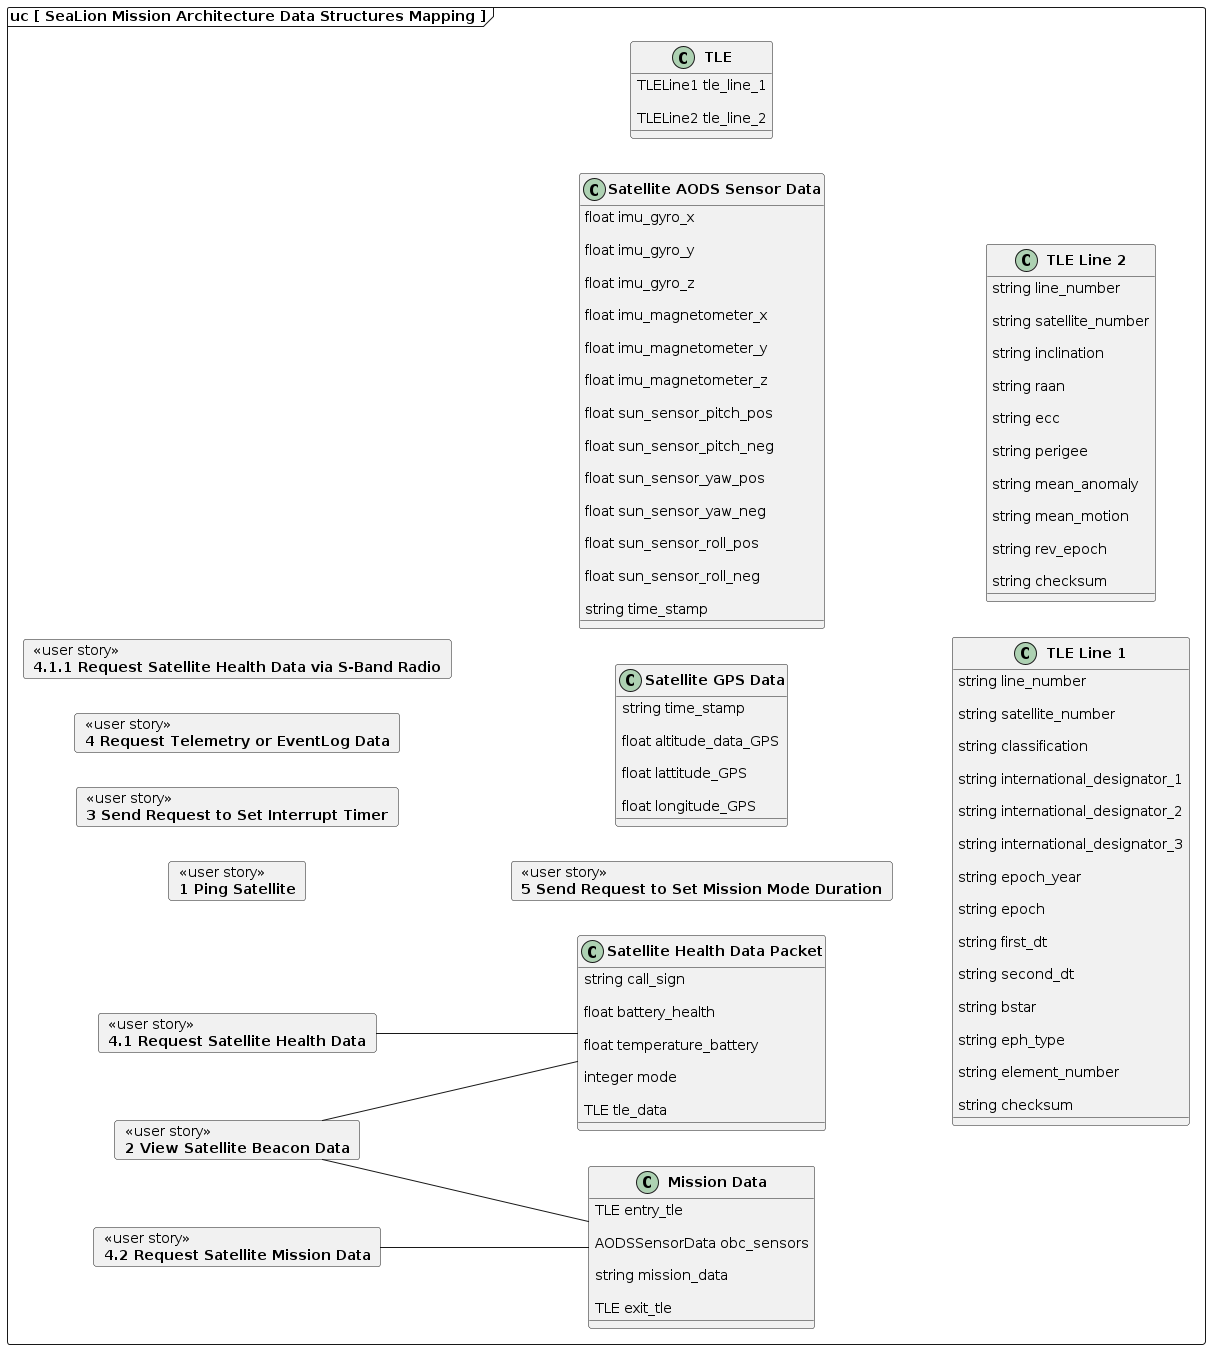 uc [ SeaLion Mission Architecture Data Structures Mapping ]
C TLE
TLELine1 tle_line_1
TLELine2 tle_line_2
C Satellite AODS Sensor Data
float imu_gyro_x
float imu_gyro_y
float imu_gyro_z
float imu_magnetometer_x
float imu_magnetometer_y
float imu_magnetometer_z
float sun_sensor_pitch_pos
float sun_sensor_pitch_neg
float sun_sensor_yaw_pos
float sun_sensor_yaw_neg
float sun_sensor_roll_pos
float sun_sensor_roll_neg
string time_stamp
C TLE Line 2
string line_number
string satellite_number
string inclination
string raan
string ecc
string perigee
string mean_anomaly
string mean_motion
string rev_epoch
string checksum
«user story»
4.1.1 Request Satellite Health Data via S-Band Radio
«user story»
4 Request Telemetry or EventLog Data
«user story»
3 Send Request to Set Interrupt Timer
«user story»
1 Ping Satellite
C Satellite GPS Data
string time_stamp
float altitude_data_GPS
float lattitude_GPS
float longitude_GPS
«user story»
5 Send Request to Set Mission Mode Duration
C TLE Line 1
string line_number
string satellite_number
string classification
string international_designator_1
string international_designator_2
string international_designator_3
string epoch_year
string epoch
string first_dt
string second_dt
string bstar
string eph_type
string element_number
string checksum
«user story»
4.1 Request Satellite Health Data
«user story»
2 View Satellite Beacon Data
«user story»
4.2 Request Satellite Mission Data
C Satellite Health Data Packet
string call_sign
float battery_health
float temperature_battery
integer mode
TLE tle_data
C Mission Data
TLE entry_tle
AODSSensorData obc_sensors
string mission_data
TLE exit_tle